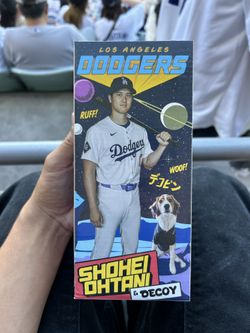 LOS ANGELES
DODGERS
RUFF!
Dodgers
WOOF!
デコピン
SHOHEI
OHTANI
& DECOY